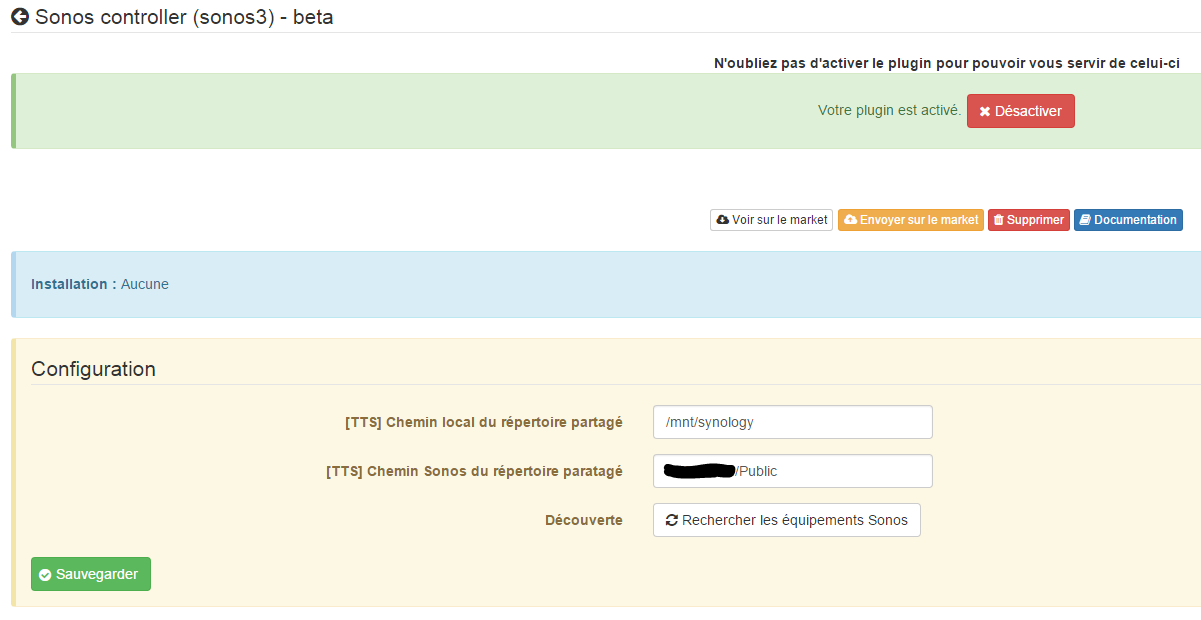 Sonos controller (sonos3) - beta
N'oubliez pas d'activer le plugin pour pouvoir vous servir de celui-ci
Votre plugin est activé. Désactiver
Voir sur le market Envoyer sur le market Supprimer Documentation
Installation : Aucune
Configuration
[TTS] Chemin local du répertoire partagé /mnt/synology
[TTS] Chemin Sonos du répertoire paratagé /Public
Découverte Rechercher les équipements Sonos
Sauvegarder